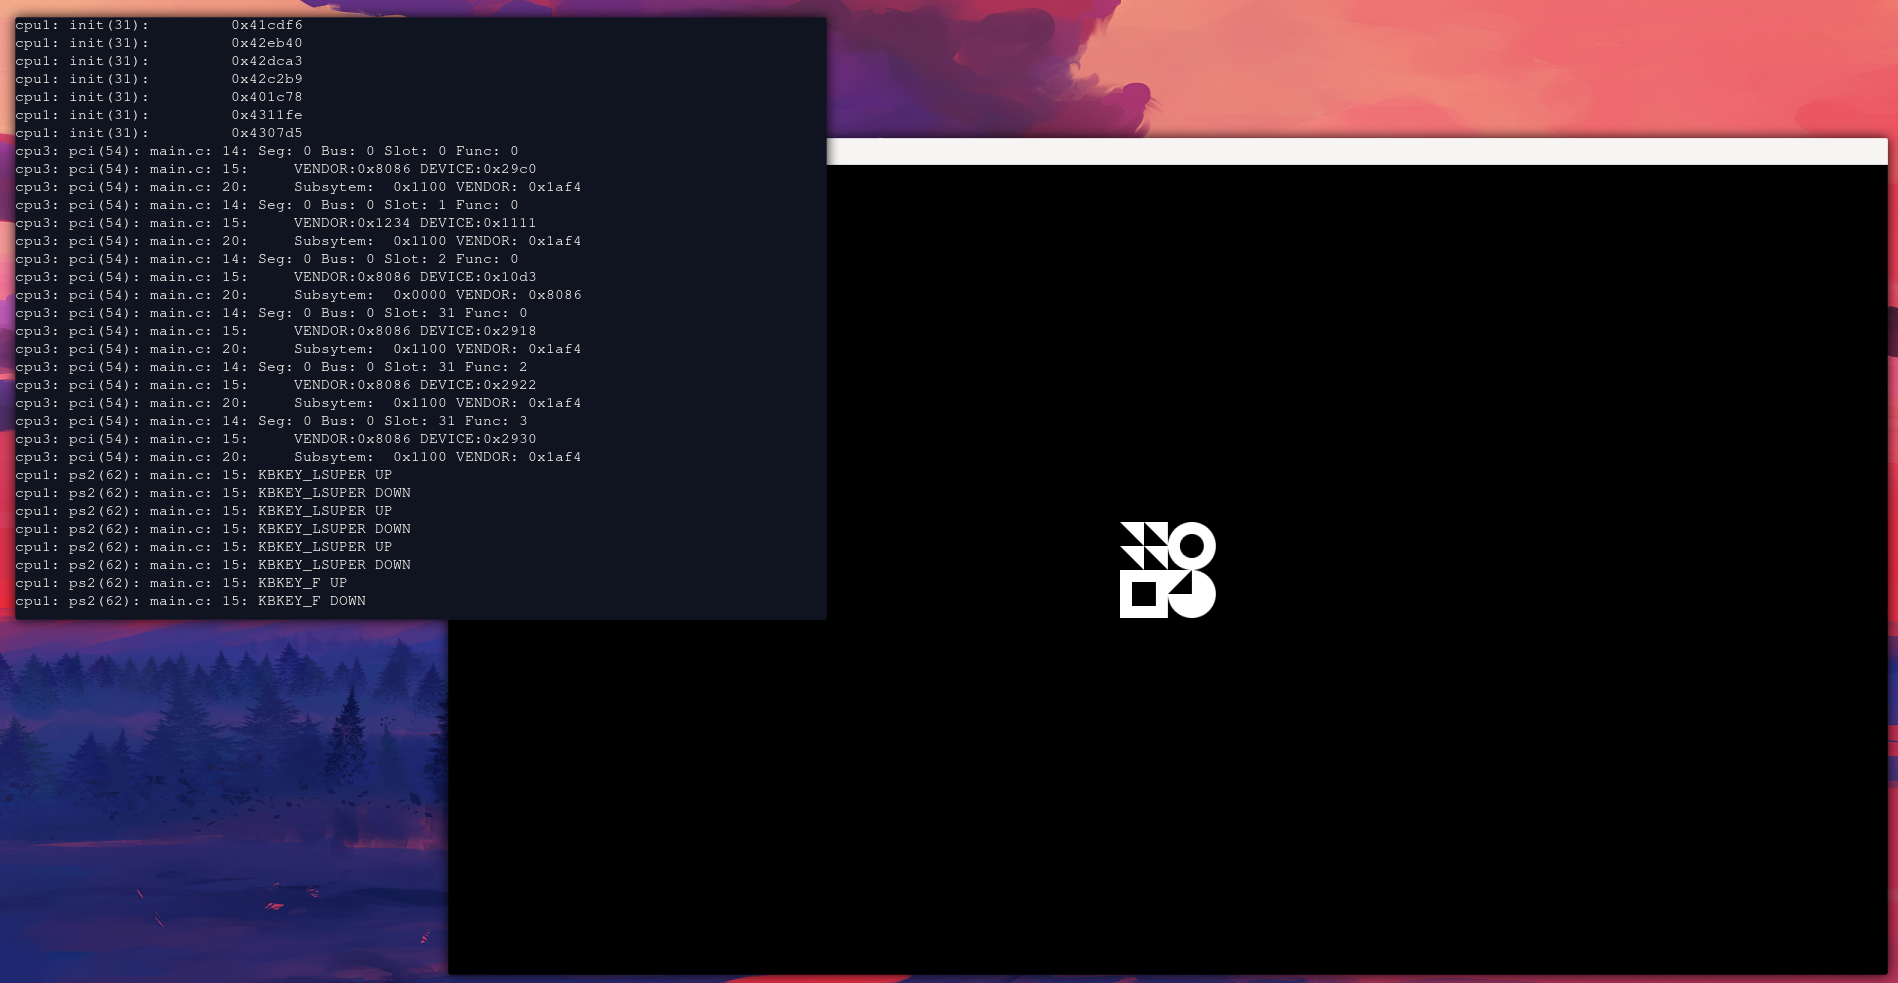 cpu1: init(31):         0x41cdf6
cpu1: init(31):         0x42eb40
cpu1: init(31):         0x42dca3
cpu1: init(31):         0x42c2b9
cpu1: init(31):         0x401c78
cpu1: init(31):         0x4311fe
cpu1: init(31):         0x4307d5
cpu3: pci(54): main.c: 14: Seg: 0 Bus: 0 Slot: 0 Func: 0
cpu3: pci(54): main.c: 15:     VENDOR:0x8086 DEVICE:0x29c0
cpu3: pci(54): main.c: 20:     Subsytem:  0x1100 VENDOR: 0x1af4
cpu3: pci(54): main.c: 14: Seg: 0 Bus: 0 Slot: 1 Func: 0
cpu3: pci(54): main.c: 15:     VENDOR:0x1234 DEVICE:0x1111
cpu3: pci(54): main.c: 20:     Subsytem:  0x1100 VENDOR: 0x1af4
cpu3: pci(54): main.c: 14: Seg: 0 Bus: 0 Slot: 2 Func: 0
cpu3: pci(54): main.c: 15:     VENDOR:0x8086 DEVICE:0x10d3
cpu3: pci(54): main.c: 20:     Subsytem:  0x0000 VENDOR: 0x8086
cpu3: pci(54): main.c: 14: Seg: 0 Bus: 0 Slot: 31 Func: 0
cpu3: pci(54): main.c: 15:     VENDOR:0x8086 DEVICE:0x2918
cpu3: pci(54): main.c: 20:     Subsytem:  0x1100 VENDOR: 0x1af4
cpu3: pci(54): main.c: 14: Seg: 0 Bus: 0 Slot: 31 Func: 2
cpu3: pci(54): main.c: 15:     VENDOR:0x8086 DEVICE:0x2922
cpu3: pci(54): main.c: 20:     Subsytem:  0x1100 VENDOR: 0x1af4
cpu3: pci(54): main.c: 14: Seg: 0 Bus: 0 Slot: 31 Func: 3
cpu3: pci(54): main.c: 15:     VENDOR:0x8086 DEVICE:0x2930
cpu3: pci(54): main.c: 20:     Subsytem:  0x1100 VENDOR: 0x1af4
cpu1: ps2(62): main.c: 15: KBKEY_LSUPER UP
cpu1: ps2(62): main.c: 15: KBKEY_LSUPER DOWN
cpu1: ps2(62): main.c: 15: KBKEY_LSUPER UP
cpu1: ps2(62): main.c: 15: KBKEY_LSUPER DOWN
cpu1: ps2(62): main.c: 15: KBKEY_LSUPER UP
cpu1: ps2(62): main.c: 15: KBKEY_LSUPER DOWN
cpu1: ps2(62): main.c: 15: KBKEY_F UP
cpu1: ps2(62): main.c: 15: KBKEY_F DOWN